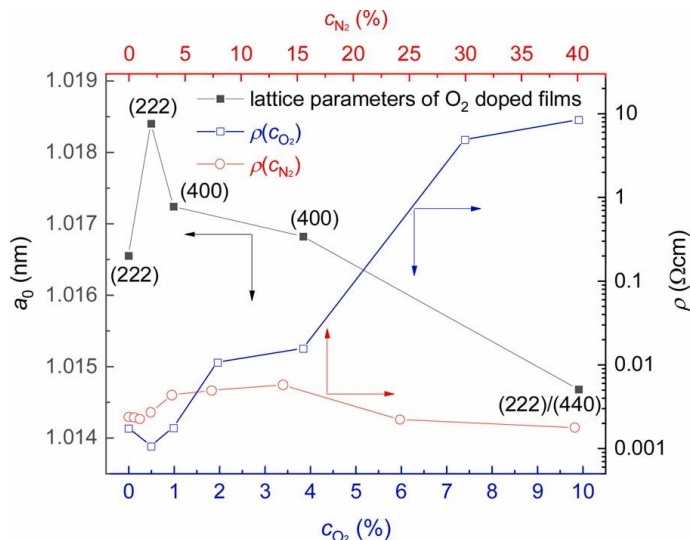 c_N₂ (%)
0 5 10 15 20 25 30 35 40
1.019
1.018
1.017
1.016
1.015
1.014
a₀ (nm)
lattice parameters of O₂ doped films
ρ(c_O₂)
ρ(c_N₂)
(222)
(400)
(400)
(222)
(222)/(440)
10
1
0.1
0.01
0.001
ρ (Ωcm)
0 1 2 3 4 5 6 7 8 9 10
c_O₂ (%)